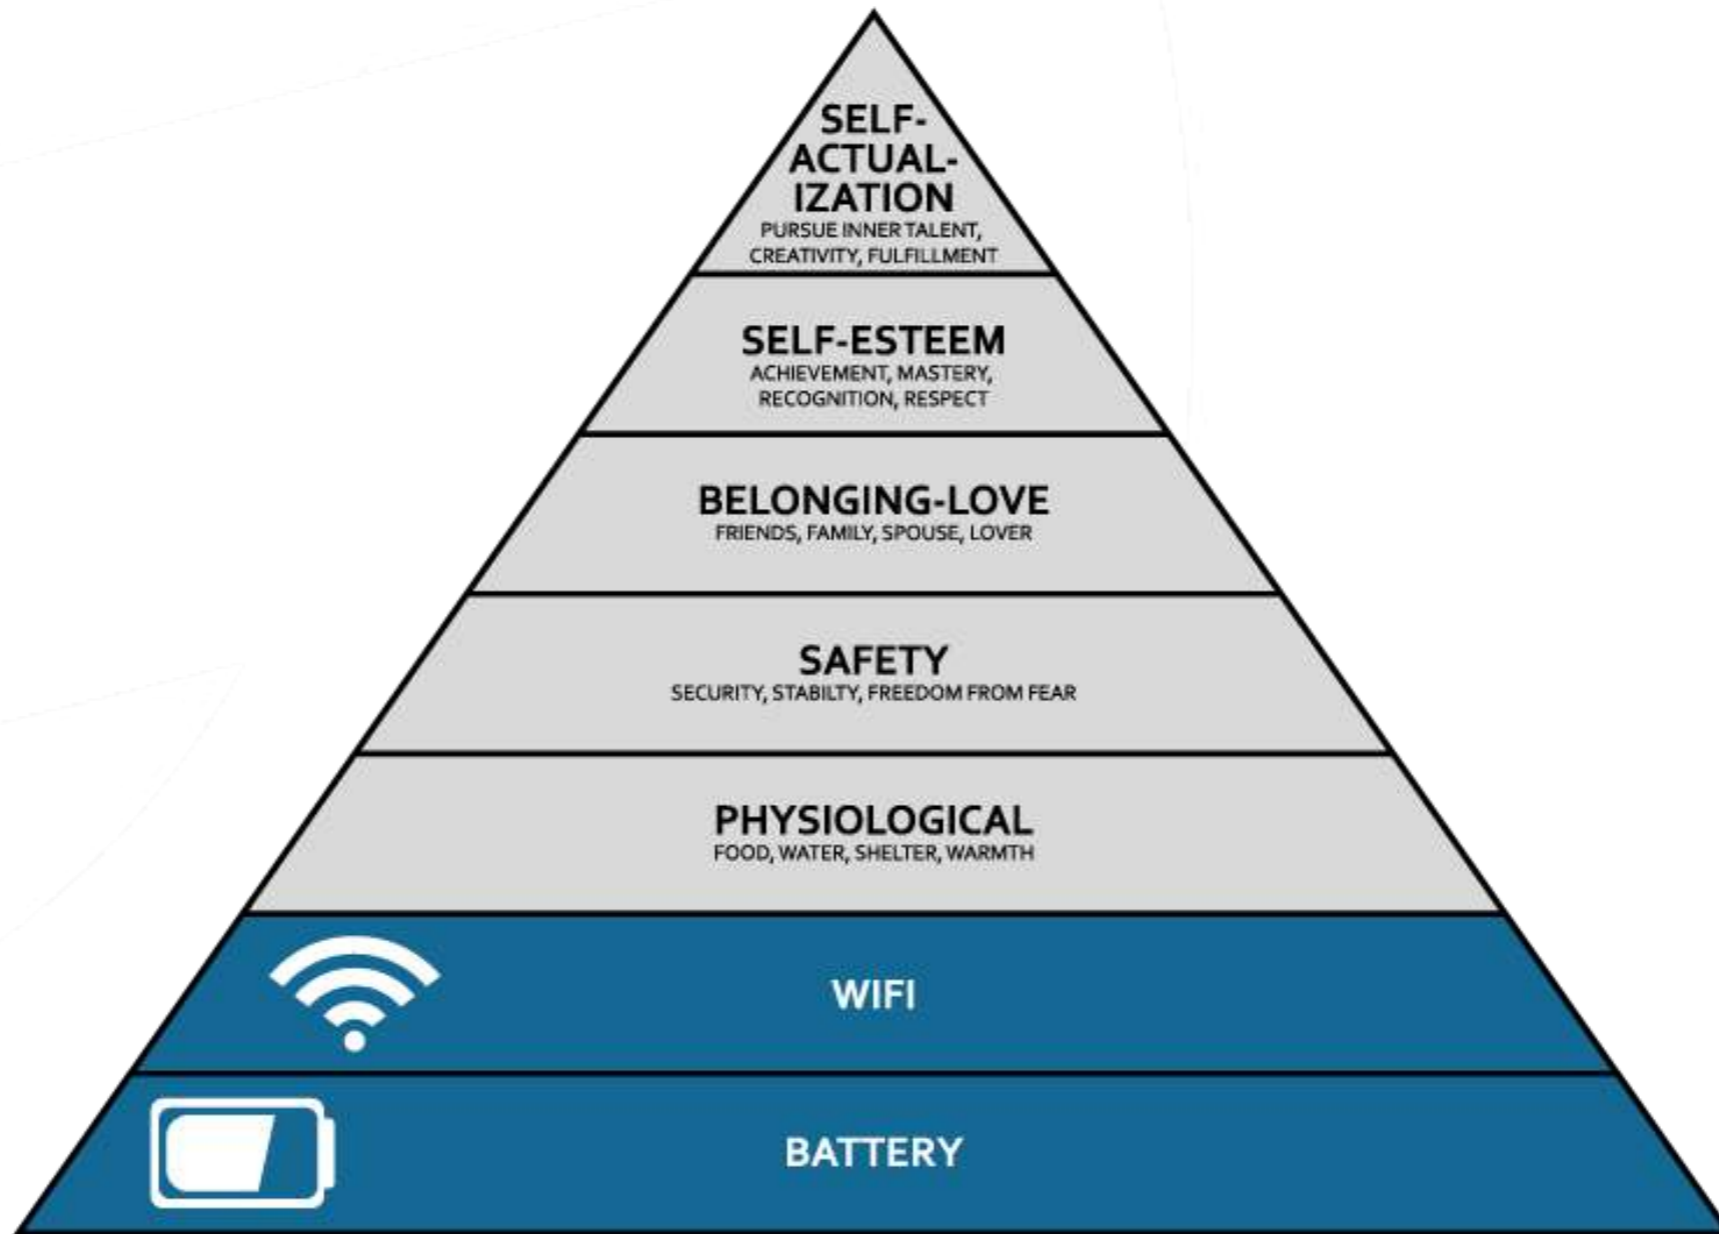 SELF-
ACTUAL-
IZATION
PURSUE INNER TALENT,
CREATIVITY, FULFILLMENT
SELF-ESTEEM
ACHIEVEMENT, MASTERY,
RECOGNITION, RESPECT
BELONGING-LOVE
FRIENDS, FAMILY, SPOUSE, LOVER
SAFETY
SECURITY, STABILTY, FREEDOM FROM FEAR
PHYSIOLOGICAL
FOOD, WATER, SHELTER, WARMTH
WIFI
BATTERY